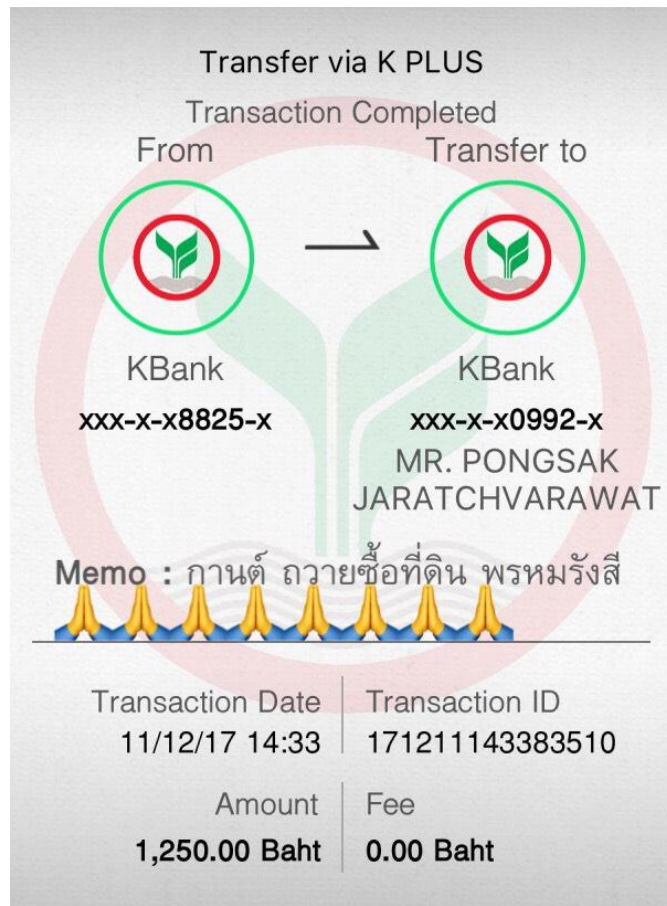 Transfer via K PLUS
Transaction Completed
From Transfer to
KBank KBank
xxx-x-x8825-x xxx-x-x0992-x
MR. PONGSAK
JARATCHVARAWAT
Memo : กานต์ ถวายซื้อที่ดิน พรหมรังสี
🙏🙏🙏🙏🙏🙏🙏🙏
Transaction Date Transaction ID
11/12/17 14:33 171211143383510
Amount Fee
1,250.00 Baht 0.00 Baht